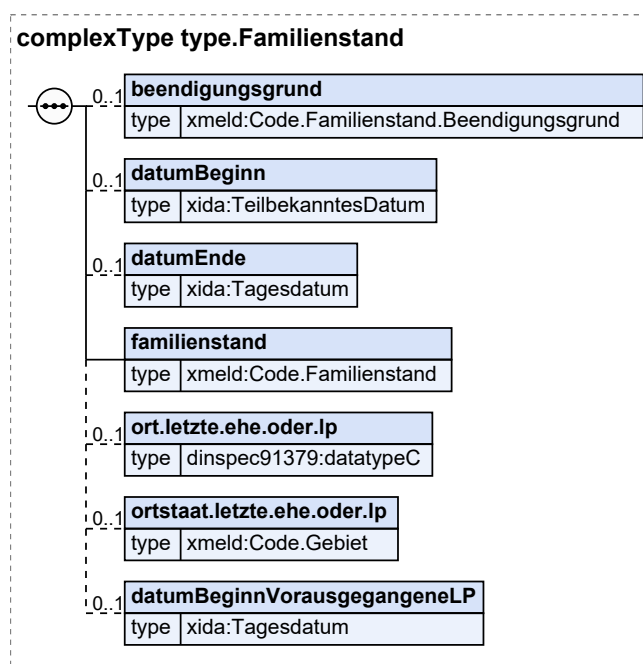 complexType type.Familienstand
0..1 beendigungsgrund
type xmeld:Code.Familienstand.Beendigungsgrund
0..1 datumBeginn
type xida:TeilbekanntesDatum
0..1 datumEnde
type xida:Tagesdatum
familienstand
type xmeld:Code.Familienstand
0..1 ort.letzte.ehe.oder.lp
type dinspec91379:datatypeC
0..1 ortstaat.letzte.ehe.oder.lp
type xmeld:Code.Gebiet
0..1 datumBeginnVorausgegangeneLP
type xida:Tagesdatum